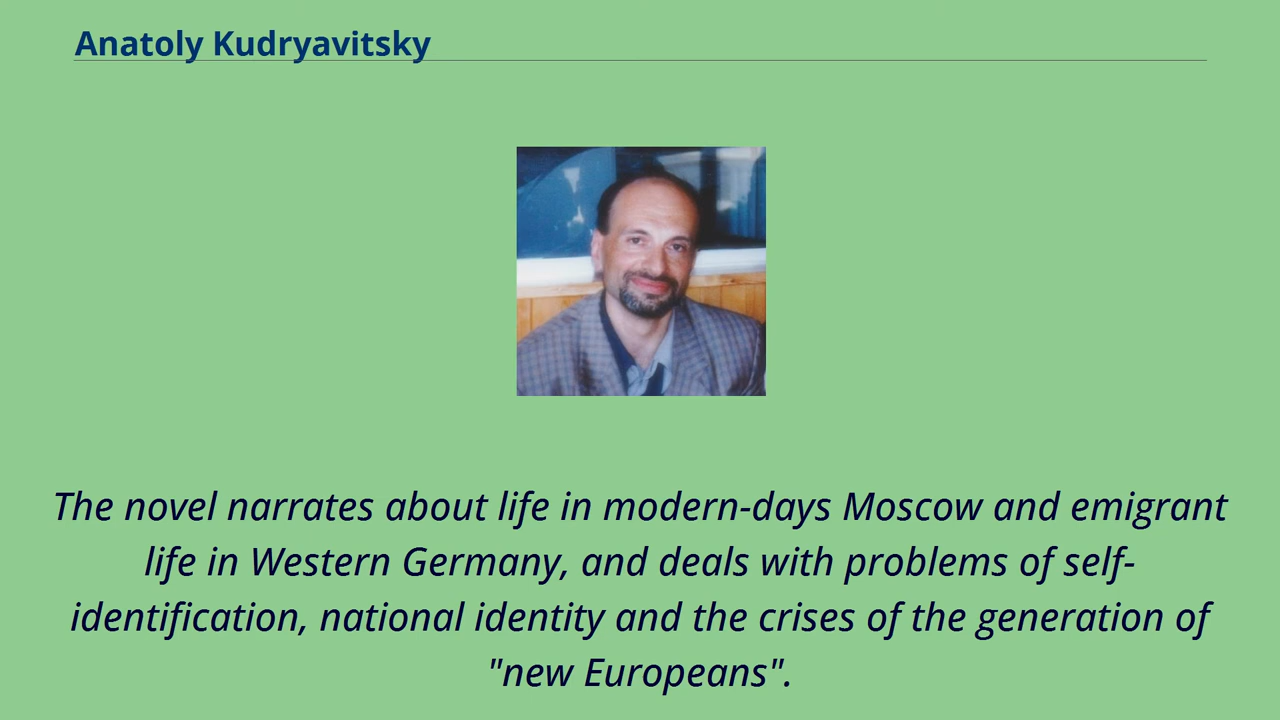 Anatoly Kudryavitsky
The novel narrates about life in modern-days Moscow and emigrant
life in Western Germany, and deals with problems of self-
identification, national identity and the crises of the generation of
"new Europeans".